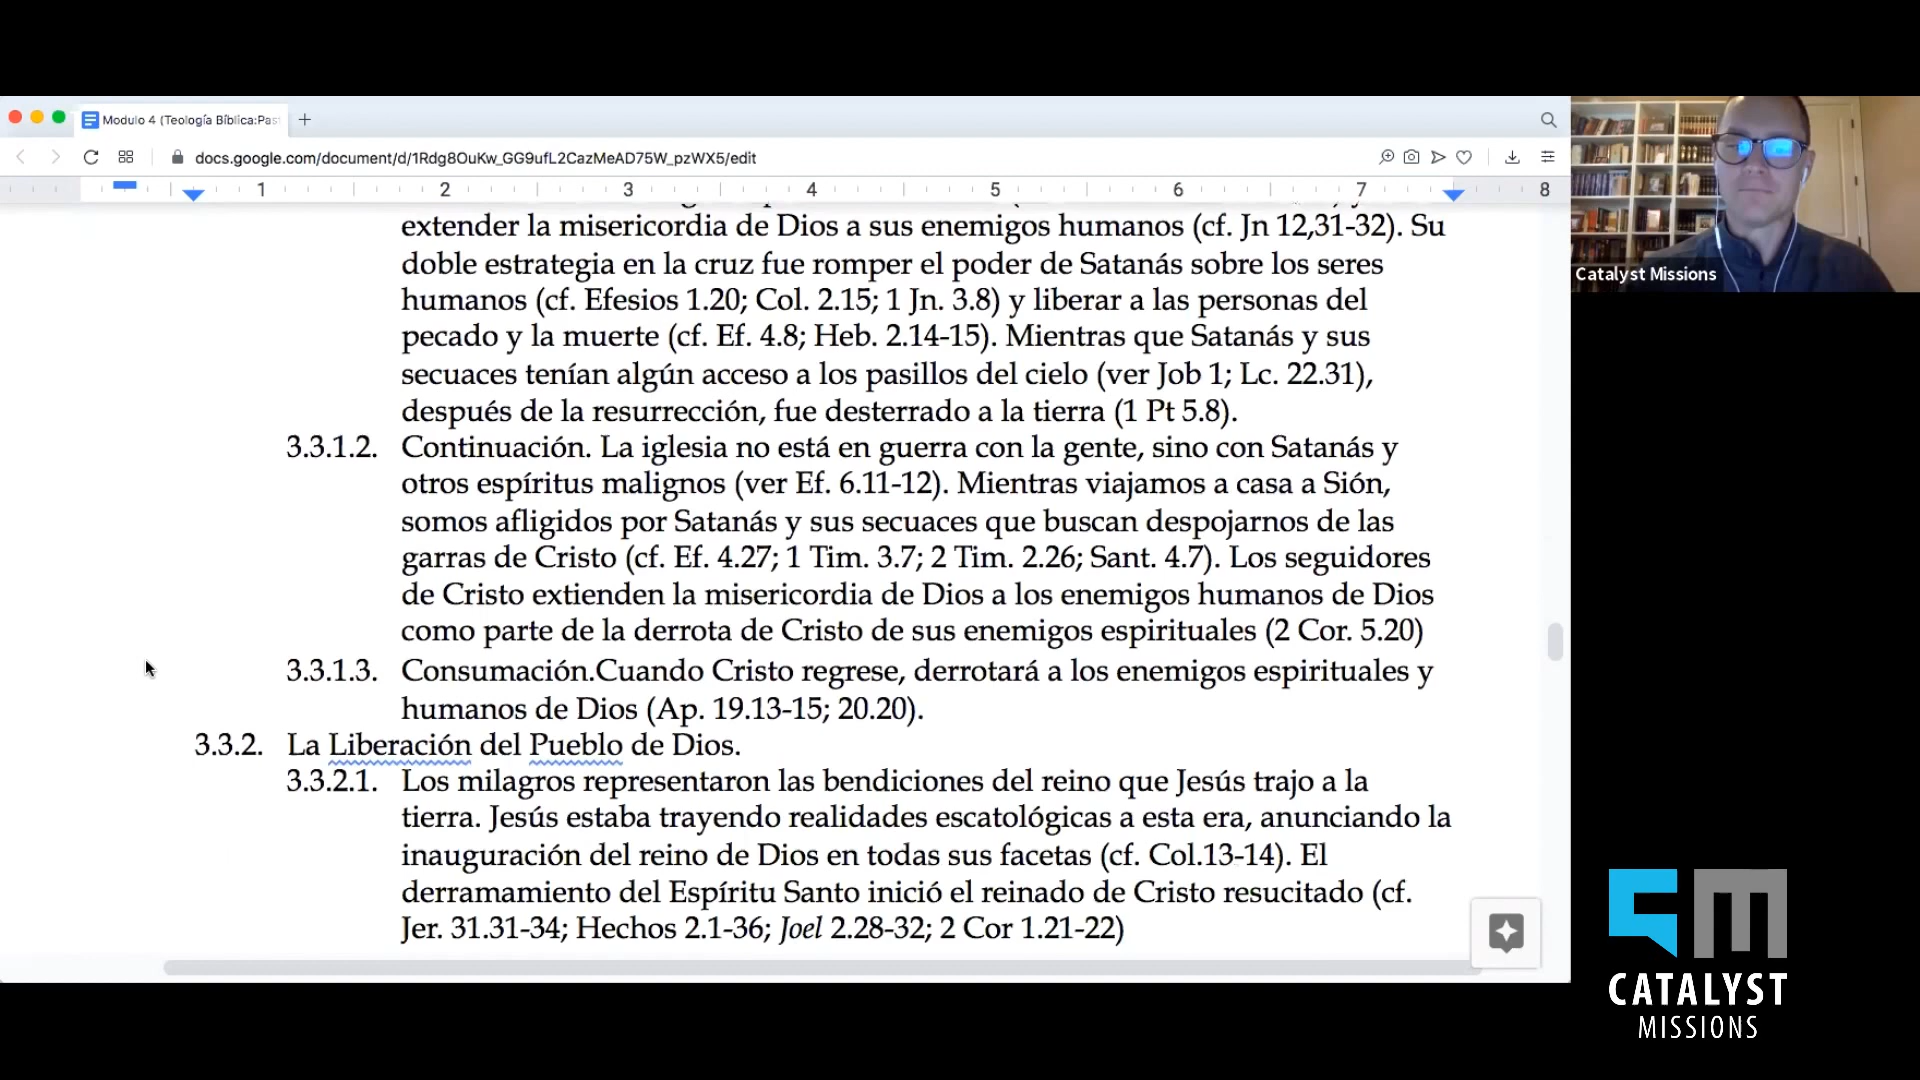 Modulo 4 (Teología Bíblica:Pas
docs.google.com/document/d/1Rdg8OuKw_GG9ufL2CazMeAD75W_pzWX5/edit
1 2 3 4 5 6 7 8
extender la misericordia de Dios a sus enemigos humanos (cf. Jn 12,31-32). Su
doble estrategia en la cruz fue romper el poder de Satanás sobre los seres
humanos (cf. Efesios 1.20; Col. 2.15; 1 Jn. 3.8) y liberar a las personas del
pecado y la muerte (cf. Ef. 4.8; Heb. 2.14-15). Mientras que Satanás y sus
secuaces tenían algún acceso a los pasillos del cielo (ver Job 1; Lc. 22.31),
después de la resurrección, fue desterrado a la tierra (1 Pt 5.8).
3.3.1.2. Continuación. La iglesia no está en guerra con la gente, sino con Satanás y
otros espíritus malignos (ver Ef. 6.11-12). Mientras viajamos a casa a Sión,
somos afligidos por Satanás y sus secuaces que buscan despojarnos de las
garras de Cristo (cf. Ef. 4.27; 1 Tim. 3.7; 2 Tim. 2.26; Sant. 4.7). Los seguidores
de Cristo extienden la misericordia de Dios a los enemigos humanos de Dios
como parte de la derrota de Cristo de sus enemigos espirituales (2 Cor. 5.20)
3.3.1.3. Consumación.Cuando Cristo regrese, derrotará a los enemigos espirituales y
humanos de Dios (Ap. 19.13-15; 20.20).
3.3.2. La Liberación del Pueblo de Dios.
3.3.2.1. Los milagros representaron las bendiciones del reino que Jesús trajo a la
tierra. Jesús estaba trayendo realidades escatológicas a esta era, anunciando la
inauguración del reino de Dios en todas sus facetas (cf. Col.13-14). El
derramamiento del Espíritu Santo inició el reinado de Cristo resucitado (cf.
Jer. 31.31-34; Hechos 2.1-36; Joel 2.28-32; 2 Cor 1.21-22)
Catalyst Missions
CATALYST
MISSIONS